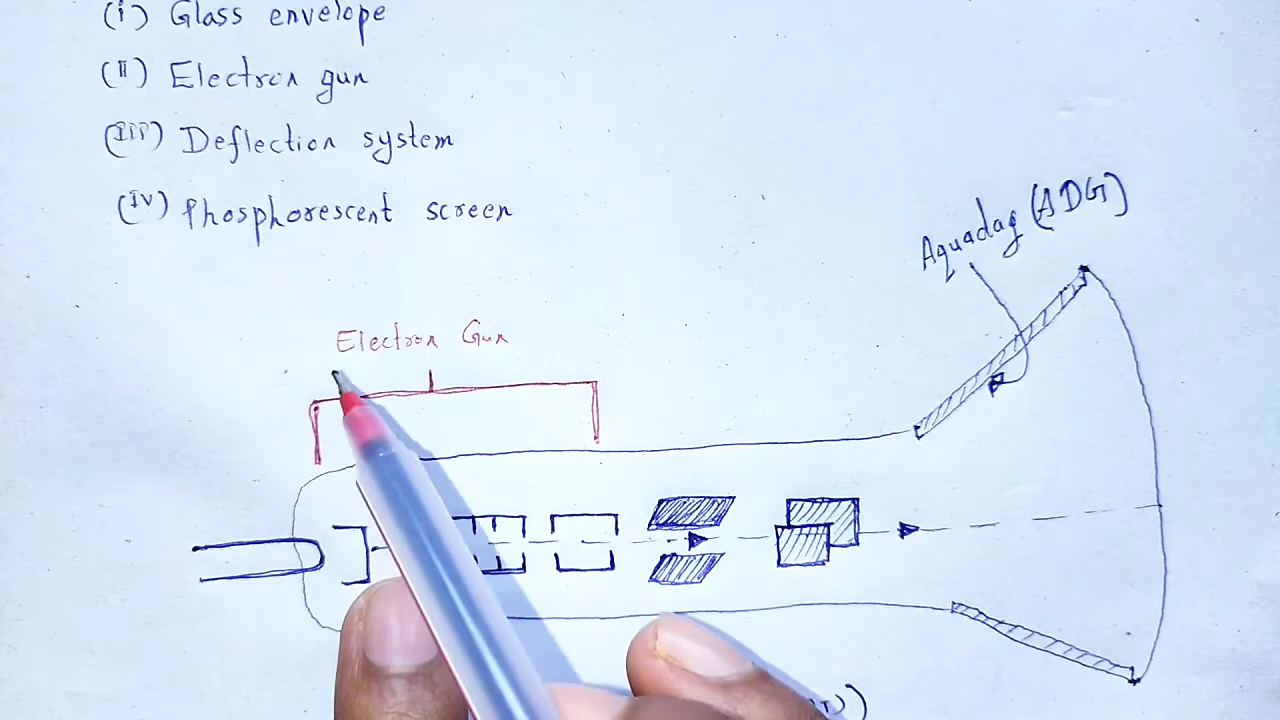 (i) Glass envelope
(II) Electron gun
(III) Deflection system
(IV) Phosphorescent screen
Aquadag (ADG)
Electron Gun